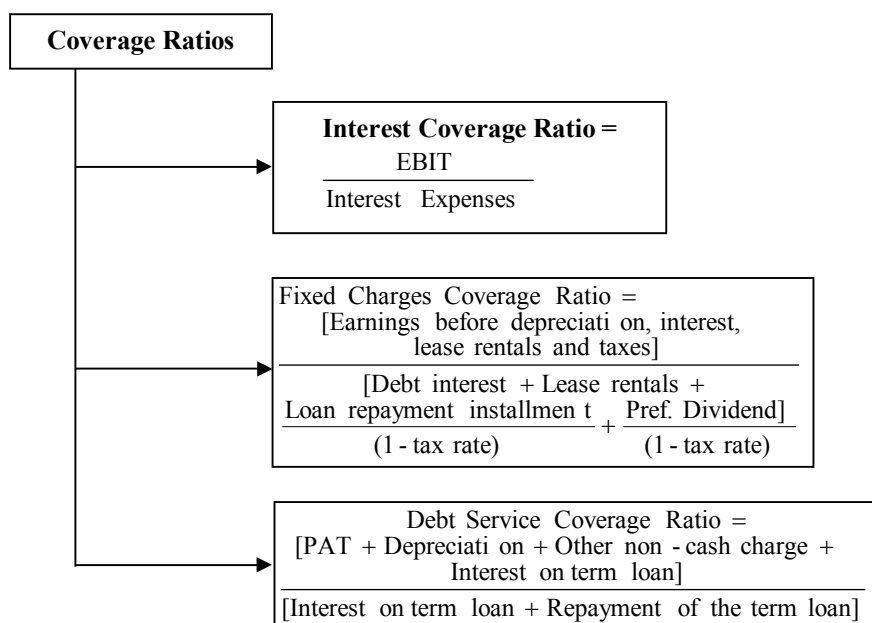 Coverage Ratios
Interest Coverage Ratio =
EBIT
Interest Expenses
Fixed Charges Coverage Ratio =
[Earnings before depreciati on, interest,
lease rentals and taxes]
[Debt interest + Lease rentals +
Loan repayment installmen t + Pref. Dividend]
(1 - tax rate) (1 - tax rate)
Debt Service Coverage Ratio =
[PAT + Depreciati on + Other non - cash charge +
Interest on term loan]
[Interest on term loan + Repayment of the term loan]